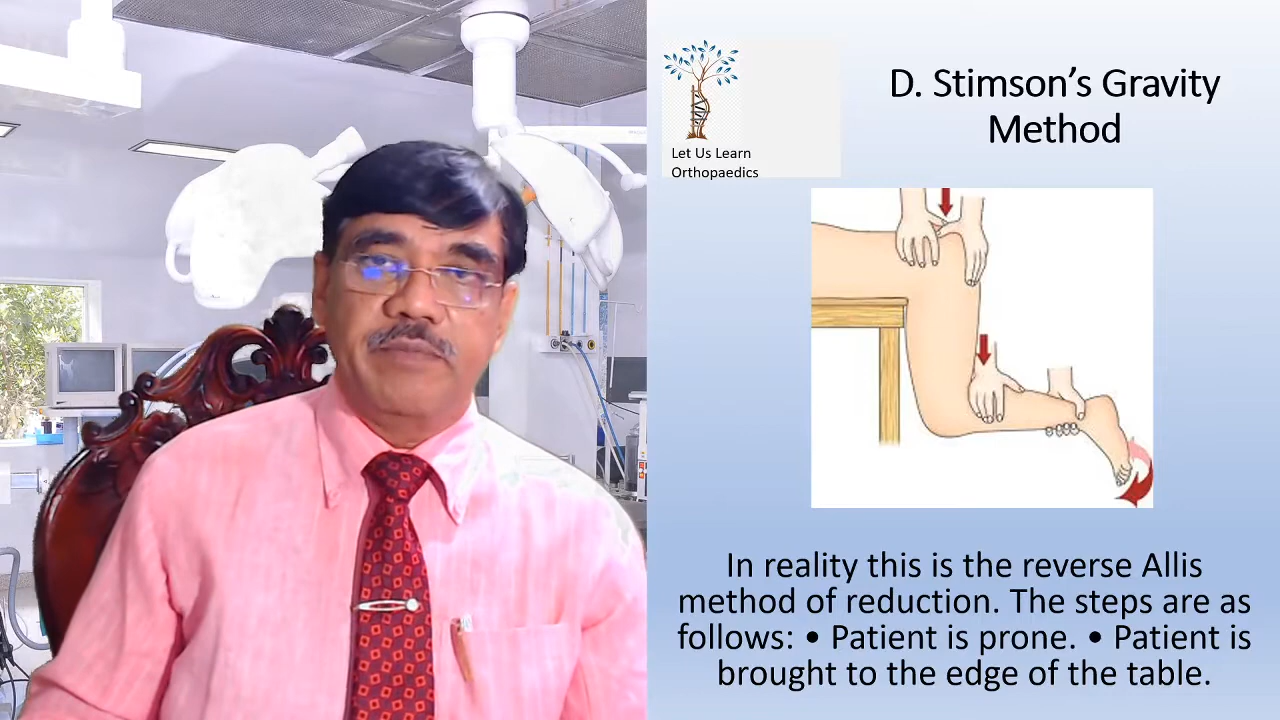 Let Us Learn
Orthopaedics
D. Stimson’s Gravity
Method
In reality this is the reverse Allis
method of reduction. The steps are as
follows: • Patient is prone. • Patient is
brought to the edge of the table.